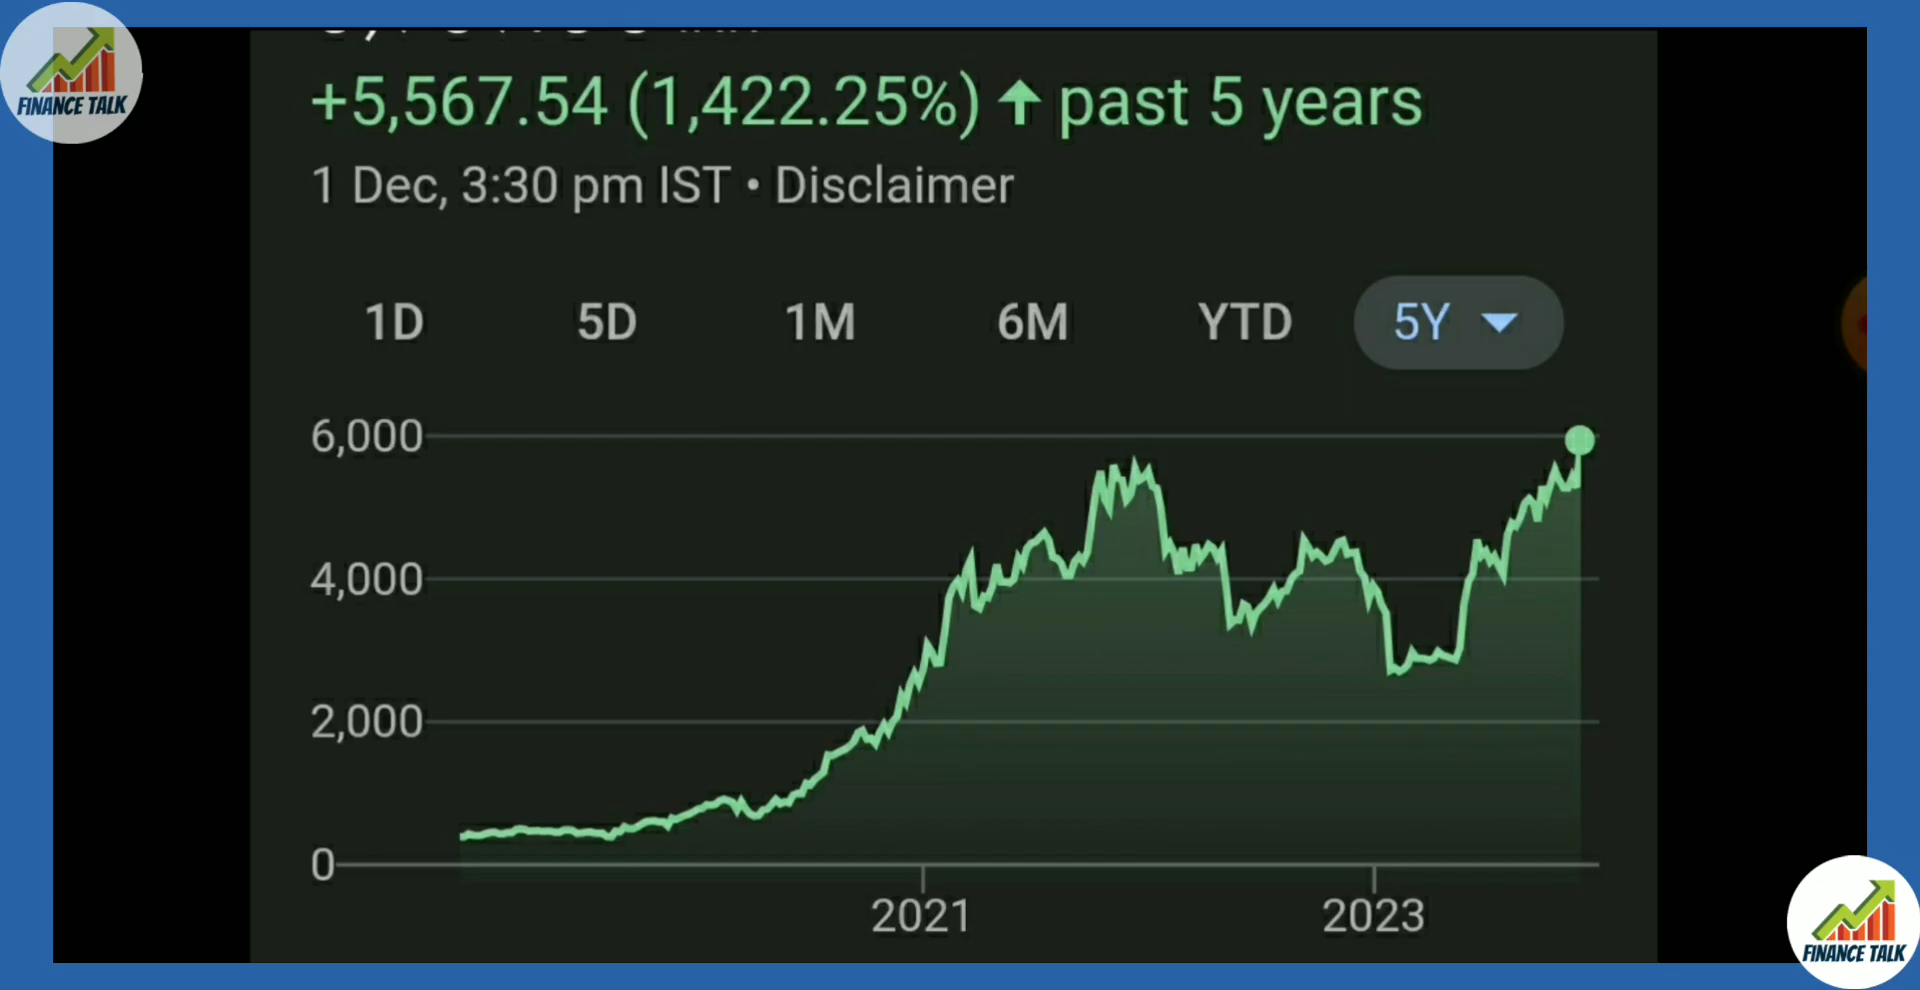 FINANCE TALK
+5,567.54 (1,422.25%) ↑ past 5 years
1 Dec, 3:30 pm IST • Disclaimer
1D 5D 1M 6M YTD 5Y
6,000
4,000
2,000
0
2021 2023
FINANCE TALK